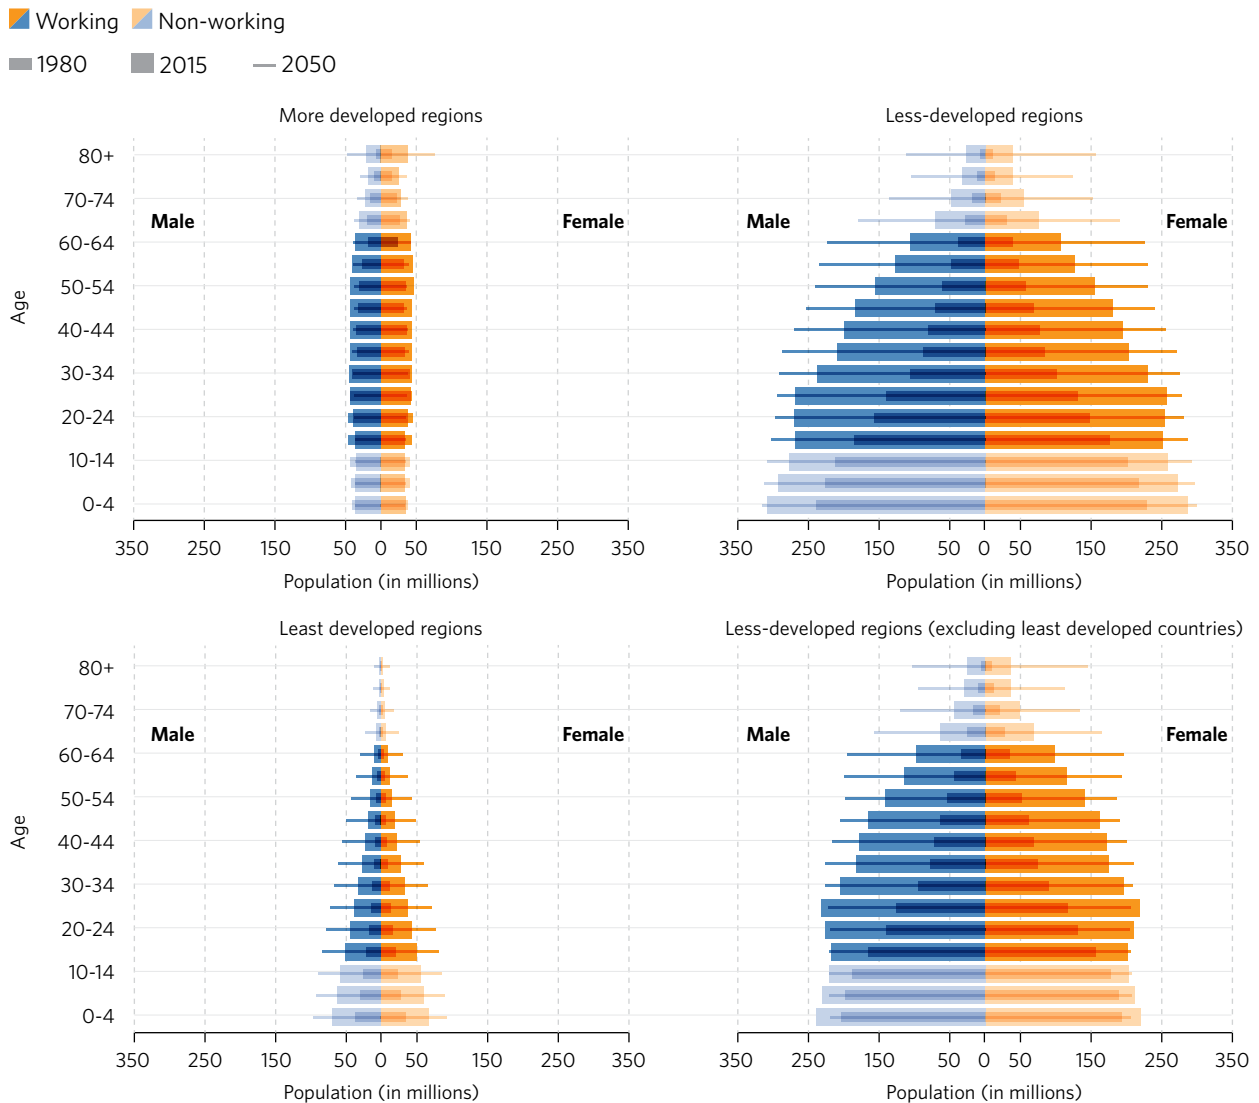 Working Non-working
1980 2015 2050
More developed regions
Age
80+
70-74
Male Female
60-64
50-54
40-44
30-34
20-24
10-14
0-4
350 250 150 50 0 50 150 250 350
Population (in millions)
Less-developed regions
Male Female
350 250 150 50 0 50 150 250 350
Population (in millions)
Least developed regions
Age
80+
70-74
Male Female
60-64
50-54
40-44
30-34
20-24
10-14
0-4
350 250 150 50 0 50 150 250 350
Population (in millions)
Less-developed regions (excluding least developed countries)
Male Female
350 250 150 50 0 50 150 250 350
Population (in millions)